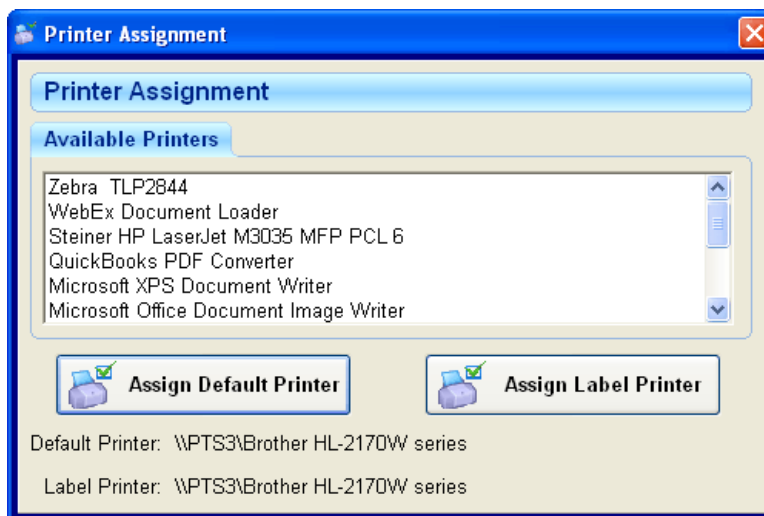 Printer Assignment
Printer Assignment
Available Printers
Zebra TLP2844
WebEx Document Loader
Steiner HP LaserJet M3035 MFP PCL 6
QuickBooks PDF Converter
Microsoft XPS Document Writer
Microsoft Office Document Image Writer
Assign Default Printer
Assign Label Printer
Default Printer: \\PTS3\Brother HL-2170W series
Label Printer: \\PTS3\Brother HL-2170W series